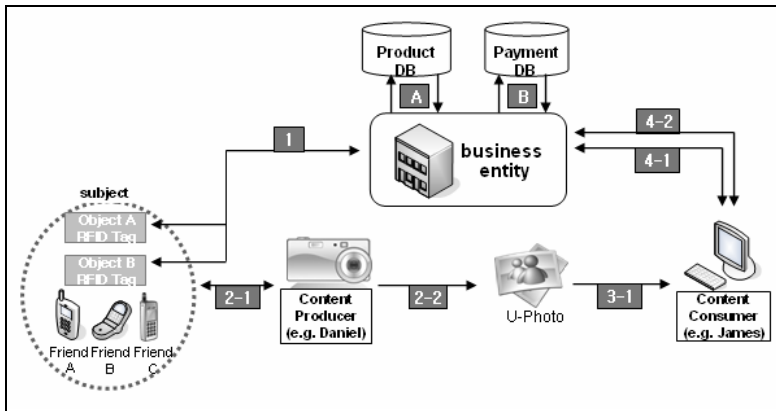 Product
DB
Payment
DB
A
B
1
business
entity
4-2
4-1
subject
Object A
RFID Tag
Object B
RFID Tag
2-1
Content
Producer
(e.g. Daniel)
2-2
U-Photo
3-1
Content
Consumer
(e.g. James)
Friend Friend Friend
A B C